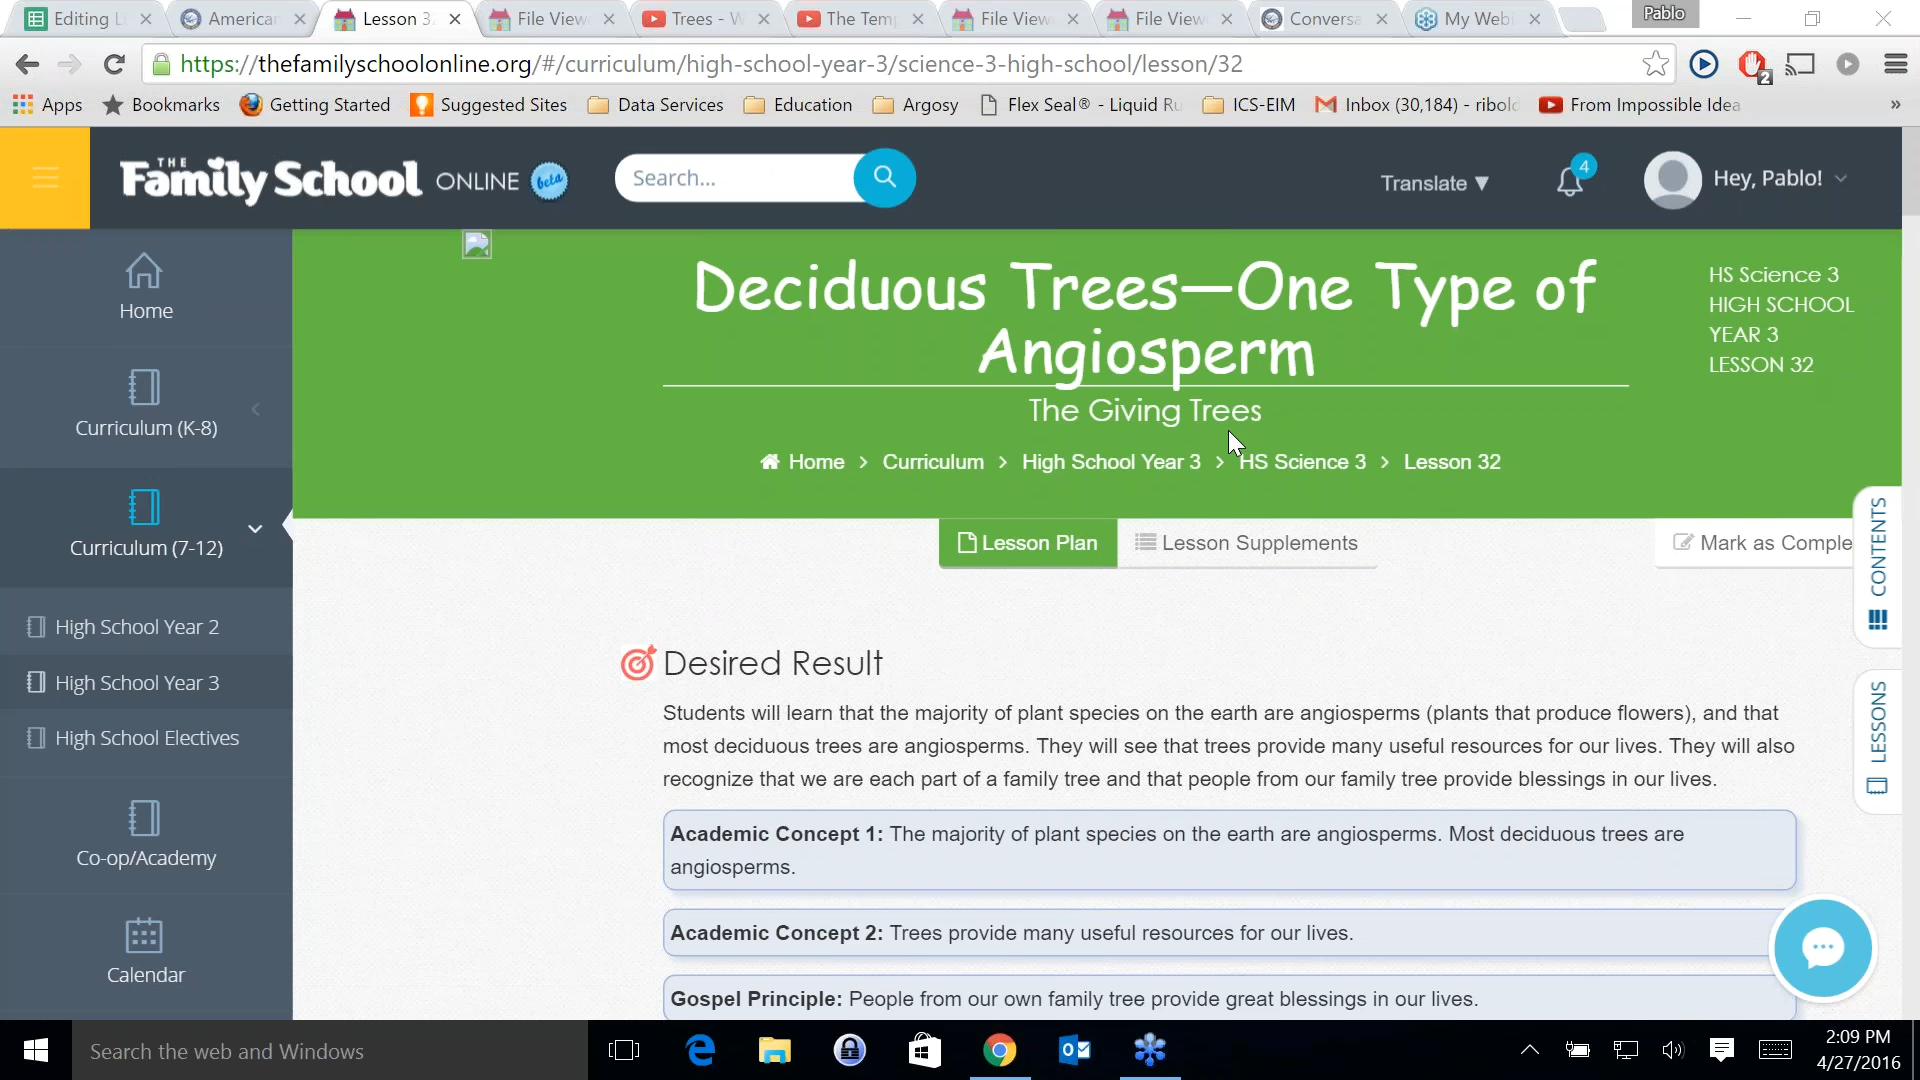 Editing L
American
Lesson 32
File View
Trees - W
The Temp
File View
File View
Conversa
My Webi
Pablo
https://thefamilyschoolonline.org/#/curriculum/high-school-year-3/science-3-high-school/lesson/32
2
Apps
Bookmarks
Getting Started
Suggested Sites
Data Services
Education
Argosy
Flex Seal® - Liquid Ru
ICS-EIM
Inbox (30,184) - ribold
From Impossible Idea
»
THE
Family School ONLINE beta
Search...
Translate ▼
4
Hey, Pablo!
Home
Curriculum (K-8)
Curriculum (7-12)
High School Year 2
High School Year 3
High School Electives
Co-op/Academy
Calendar
Deciduous Trees—One Type of
Angiosperm
The Giving Trees
Home > Curriculum > High School Year 3 > HS Science 3 > Lesson 32
HS Science 3
HIGH SCHOOL
YEAR 3
LESSON 32
Lesson Plan
Lesson Supplements
Mark as Comple
CONTENTS
LESSONS
Desired Result
Students will learn that the majority of plant species on the earth are angiosperms (plants that produce flowers), and that
most deciduous trees are angiosperms. They will see that trees provide many useful resources for our lives. They will also
recognize that we are each part of a family tree and that people from our family tree provide blessings in our lives.
Academic Concept 1: The majority of plant species on the earth are angiosperms. Most deciduous trees are
angiosperms.
Academic Concept 2: Trees provide many useful resources for our lives.
Gospel Principle: People from our own family tree provide great blessings in our lives.
Search the web and Windows
2:09 PM
4/27/2016